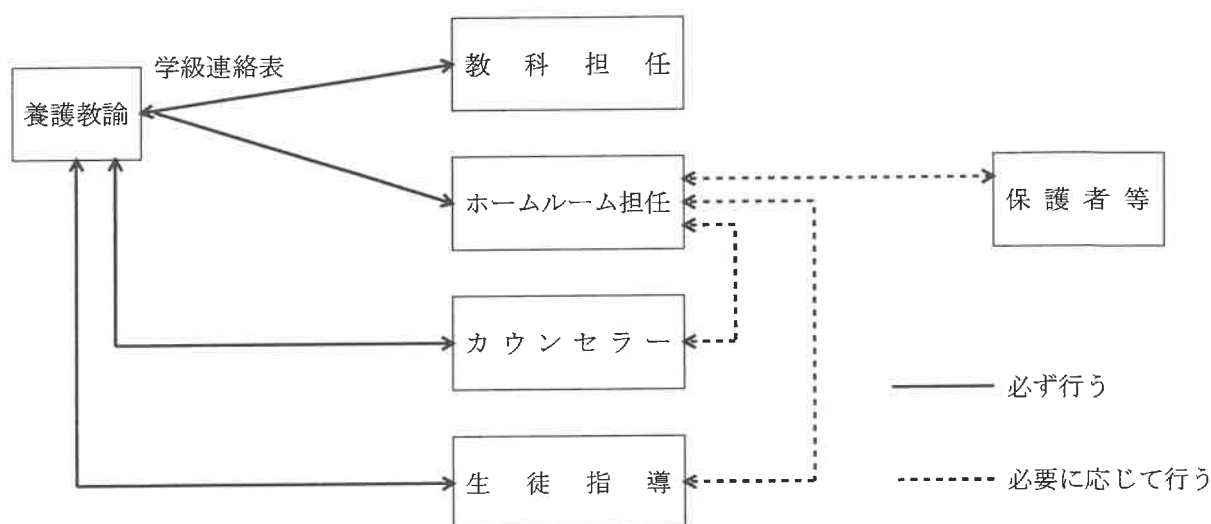 教科担任
学級連絡表
養護教諭
ホームルーム担任
保護者等
カウンセラー
必ず行う
生徒指導
必要に応じて行う